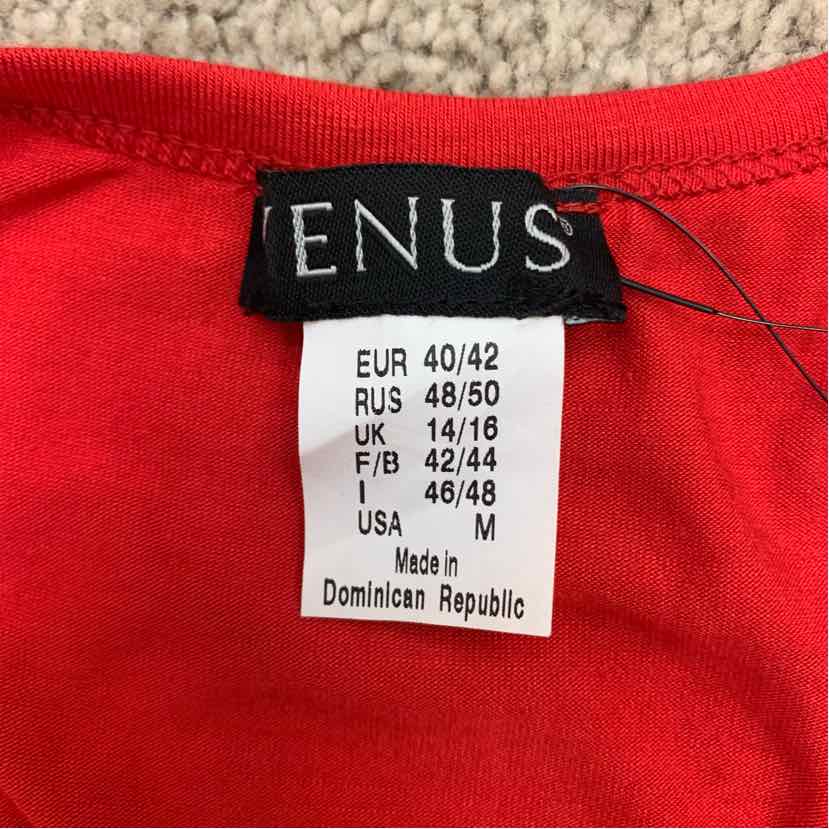 VENUS®
EUR 40/42
RUS 48/50
UK 14/16
F/B 42/44
I 46/48
USA M
Made in
Dominican Republic